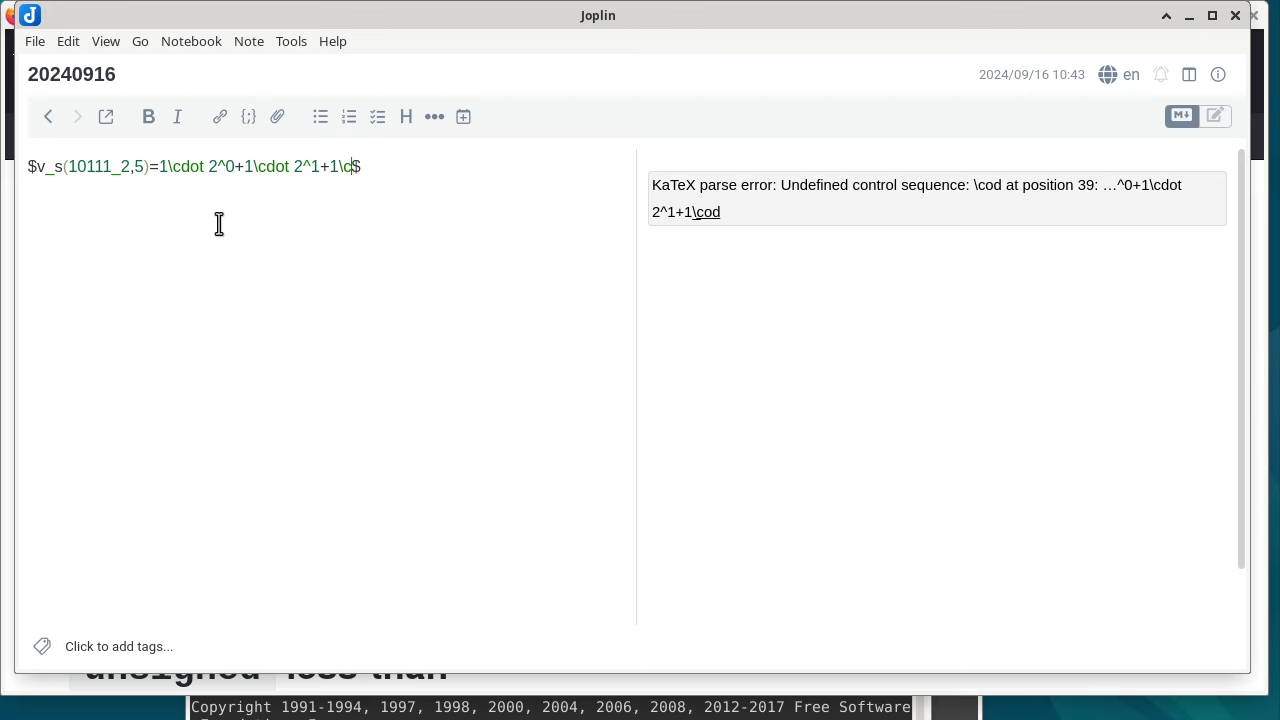 Joplin
File Edit View Go Notebook Note Tools Help
20240916
2024/09/16 10:43 en
B I H M↓
$v_s(10111_2,5)=1\cdot 2^0+1\cdot 2^1+1\c$
KaTeX parse error: Undefined control sequence: \cod at position 39: …^0+1\cdot
2^1+1\cod
Click to add tags...
unsigned less than
Copyright 1991-1994, 1997, 1998, 2000, 2004, 2006, 2008, 2012-2017 Free Software